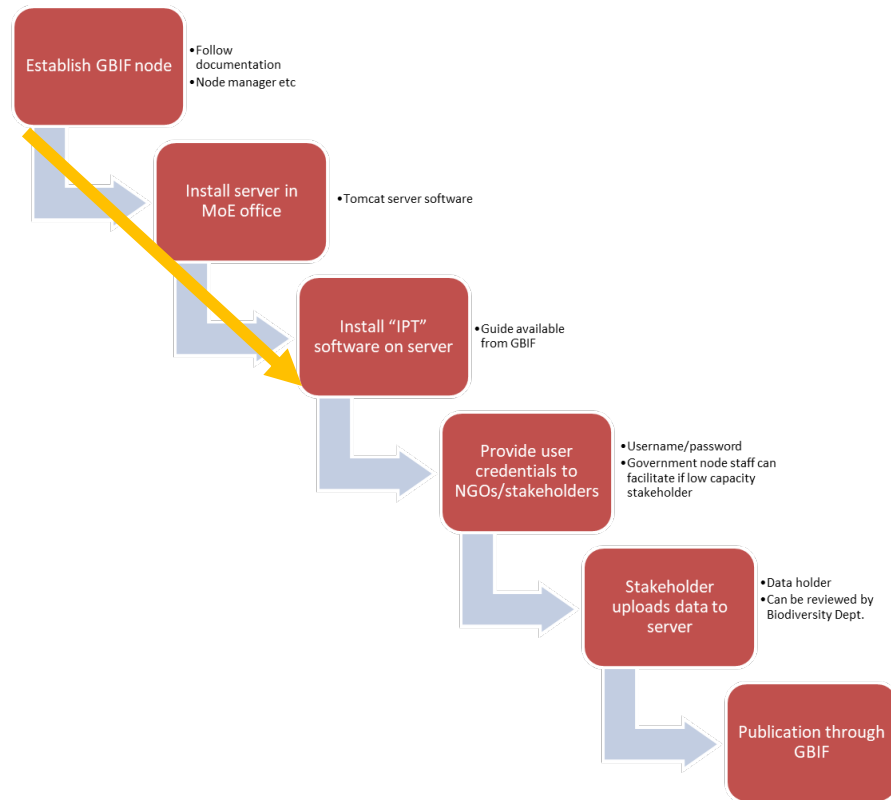 Establish GBIF node
•Follow
documentation
•Node manager etc
Install server in
MoE office
•Tomcat server software
Install “IPT”
software on server
•Guide available
from GBIF
Provide user
credentials to
NGOs/stakeholders
•Username/password
•Government node staff can
facilitate if low capacity
stakeholder
Stakeholder
uploads data to
server
•Data holder
•Can be reviewed by
Biodiversity Dept.
Publication through
GBIF